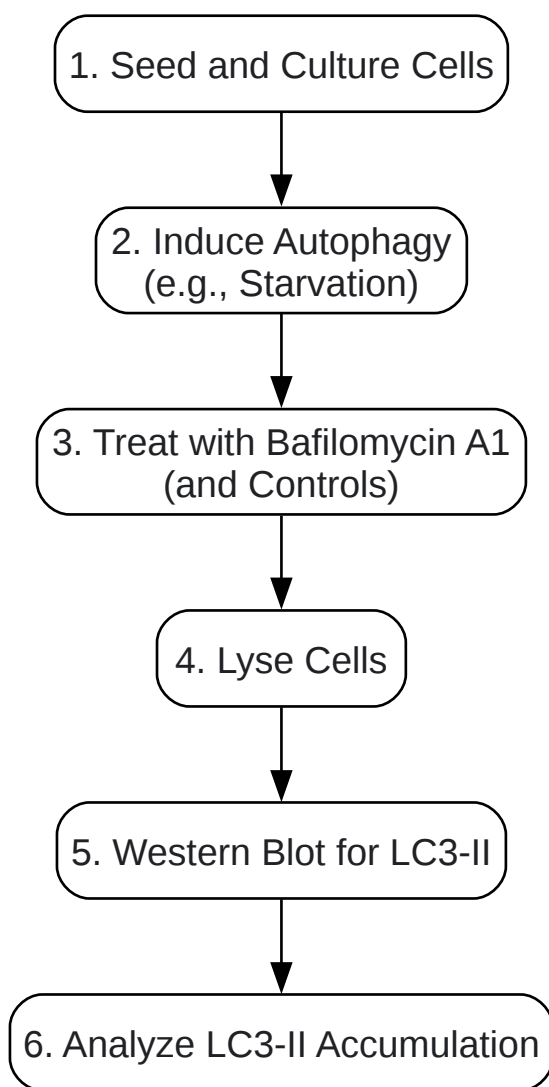 1. Seed and Culture Cells
2. Induce Autophagy
(e.g., Starvation)
3. Treat with Bafilomycin A1
(and Controls)
4. Lyse Cells
5. Western Blot for LC3-II
6. Analyze LC3-II Accumulation